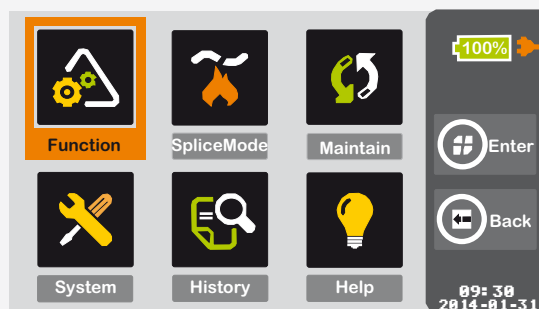 100%
Function
SpliceMode
Maintain
Enter
System
History
Help
Back
09:30
2014-01-31